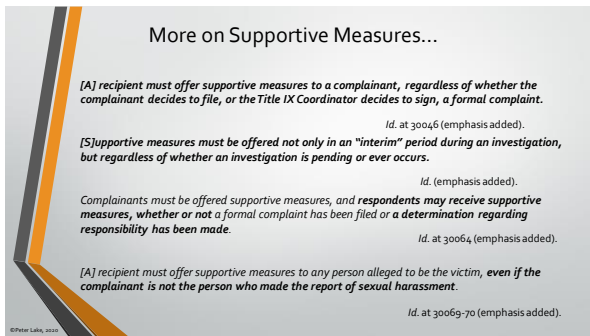 More on Supportive Measures...
[A] recipient must offer supportive measures to a complainant, regardless of whether the
complainant decides to file, or the Title IX Coordinator decides to sign, a formal complaint.
Id. at 30046 (emphasis added).
[S]upportive measures must be offered not only in an “interim” period during an investigation,
but regardless of whether an investigation is pending or ever occurs.
Id. (emphasis added).
Complainants must be offered supportive measures, and respondents may receive supportive
measures, whether or not a formal complaint has been filed or a determination regarding
responsibility has been made.
Id. at 30064 (emphasis added).
[A] recipient must offer supportive measures to any person alleged to be the victim, even if the
complainant is not the person who made the report of sexual harassment.
Id. at 30069-70 (emphasis added).
©Peter Lake, 2020